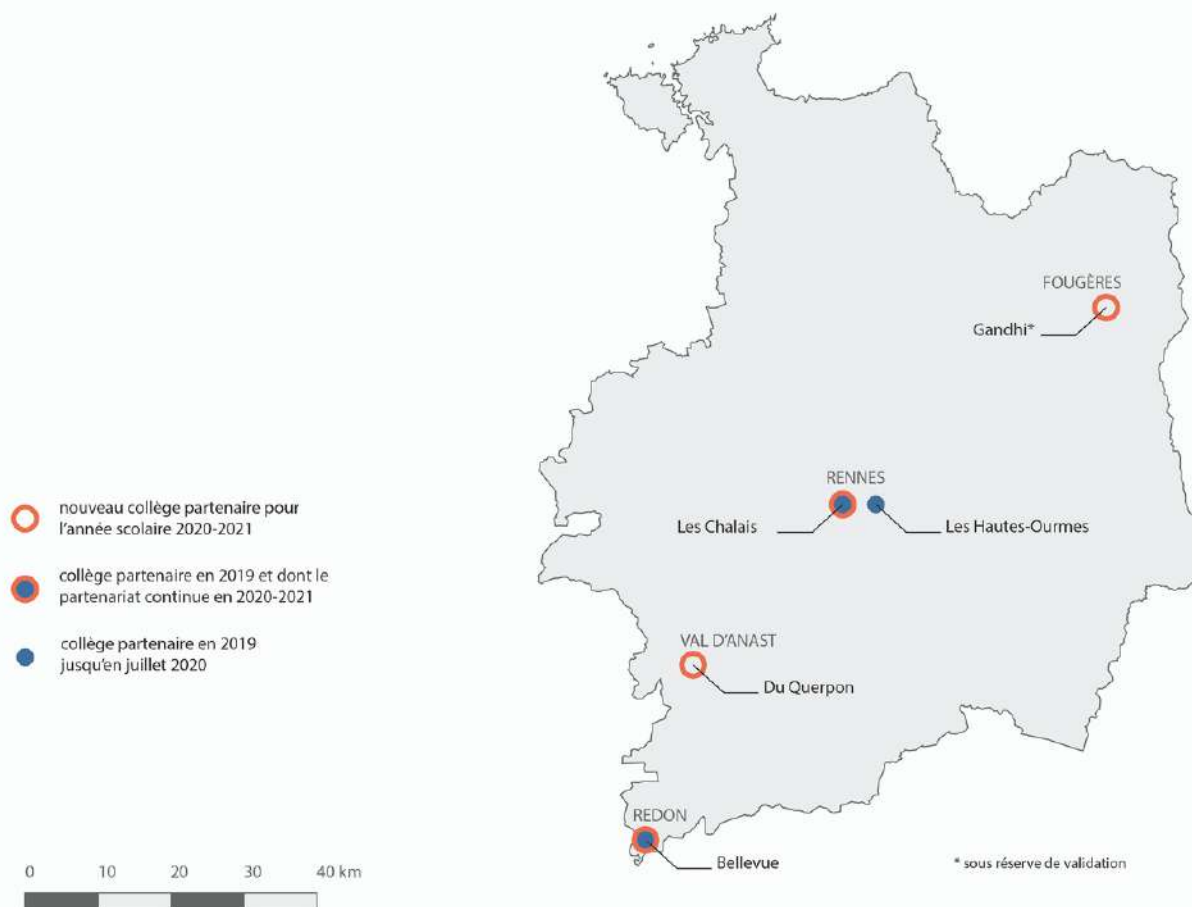 FOUGÈRES
Gandhi*
RENNES
Les Chalais
Les Hautes-Ourmes
nouveau collège partenaire pour
l'année scolaire 2020-2021
collège partenaire en 2019 et dont le
partenariat continue en 2020-2021
collège partenaire en 2019
jusqu'en juillet 2020
VAL D'ANAST
Du Querpon
REDON
Bellevue
* sous réserve de validation
0 10 20 30 40 km